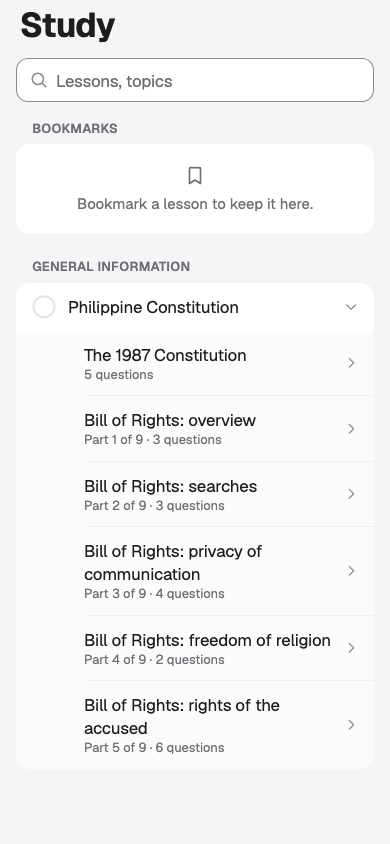 Study
Lessons, topics
BOOKMARKS
Bookmark a lesson to keep it here.
GENERAL INFORMATION
Philippine Constitution
The 1987 Constitution
5 questions
Bill of Rights: overview
Part 1 of 9 · 3 questions
Bill of Rights: searches
Part 2 of 9 · 3 questions
Bill of Rights: privacy of
communication
Part 3 of 9 · 4 questions
Bill of Rights: freedom of religion
Part 4 of 9 · 2 questions
Bill of Rights: rights of the
accused
Part 5 of 9 · 6 questions